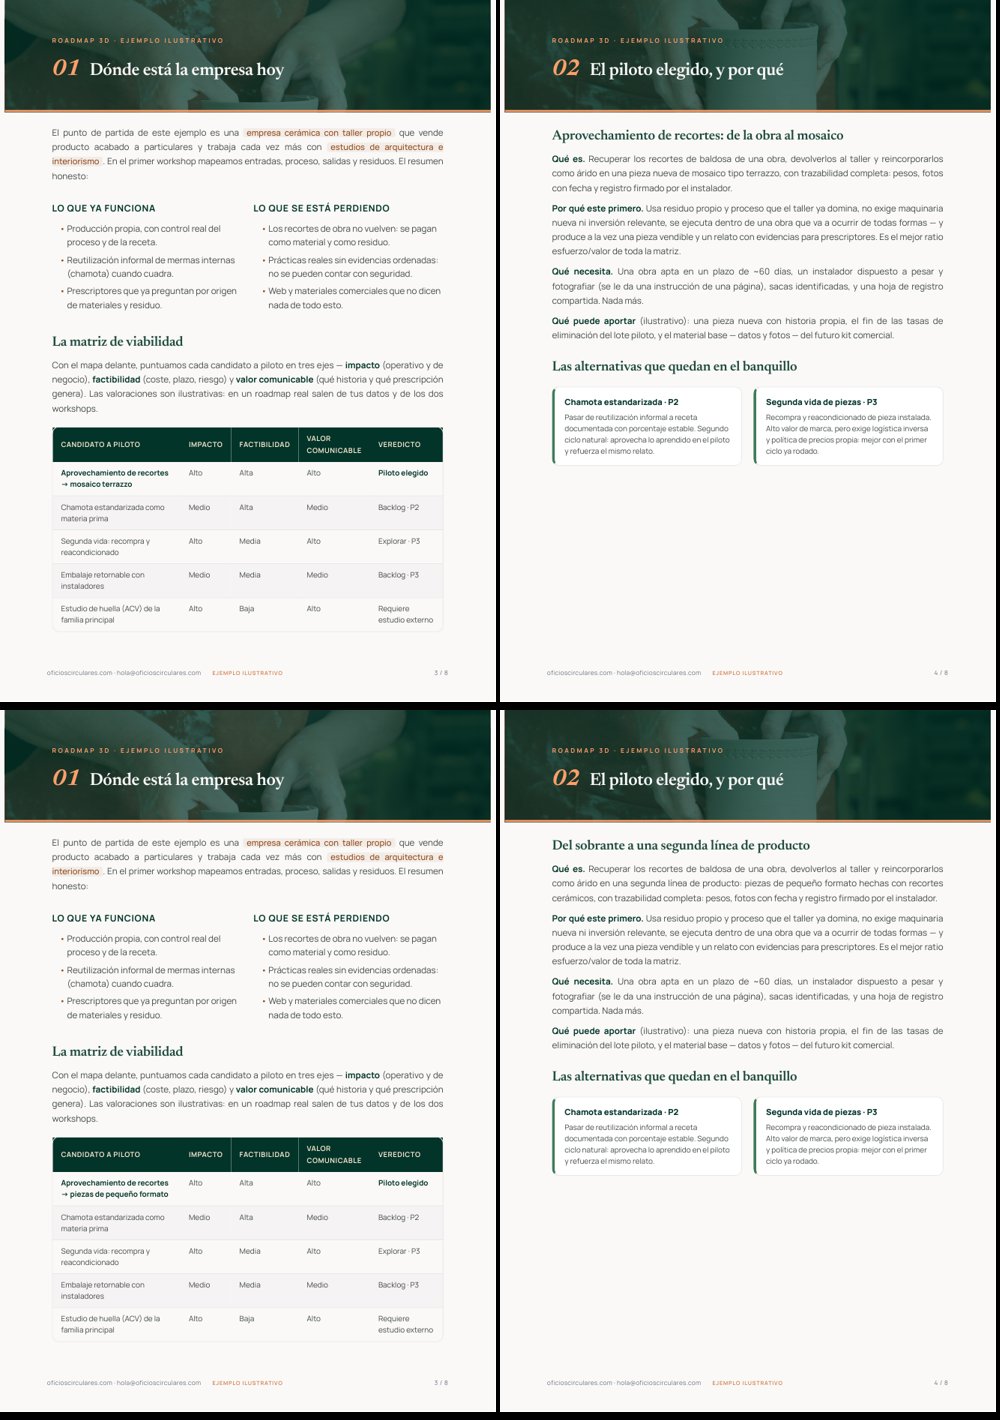 ROADMAP 3D · EJEMPLO ILUSTRATIVO
01 Dónde está la empresa hoy
El punto de partida de este ejemplo es una empresa cerámica con taller propio que vende
producto acabado a particulares y trabaja cada vez más con estudios de arquitectura e
interiorismo . En el primer workshop mapeamos entradas, proceso, salidas y residuos. El resumen
honesto:
LO QUE YA FUNCIONA
• Producción propia, con control real del
proceso y de la receta.
• Reutilización informal de mermas internas
(chamota) cuando cuadra.
• Prescriptores que ya preguntan por origen
de materiales y residuo.
LO QUE SE ESTÁ PERDIENDO
• Los recortes de obra no vuelven: se pagan
como material y como residuo.
• Prácticas reales sin evidencias ordenadas:
no se pueden contar con seguridad.
• Web y materiales comerciales que no dicen
nada de todo esto.
La matriz de viabilidad
Con el mapa delante, puntuamos cada candidato a piloto en tres ejes — impacto (operativo y de
negocio), factibilidad (coste, plazo, riesgo) y valor comunicable (qué historia y qué prescripción
genera). Las valoraciones son ilustrativas: en un roadmap real salen de tus datos y de los dos
workshops.
CANDIDATO A PILOTO IMPACTO FACTIBILIDAD VALOR COMUNICABLE VEREDICTO
Aprovechamiento de recortes → mosaico terrazzo Alto Alta Alto Piloto elegido
Chamota estandarizada como materia prima Medio Alta Medio Backlog · P2
Segunda vida: recompra y reacondicionado Alto Media Alto Explorar · P3
Embalaje retornable con instaladores Medio Media Medio Backlog · P3
Estudio de huella (ACV) de la familia principal Alto Baja Alto Requiere estudio externo
oficioscirculares.com · hola@oficioscirculares.com EJEMPLO ILUSTRATIVO 3 / 8
ROADMAP 3D · EJEMPLO ILUSTRATIVO
02 El piloto elegido, y por qué
Aprovechamiento de recortes: de la obra al mosaico
Qué es. Recuperar los recortes de baldosa de una obra, devolverlos al taller y reincorporarlos
como árido en una pieza nueva de mosaico tipo terrazzo, con trazabilidad completa: pesos, fotos
con fecha y registro firmado por el instalador.
Por qué este primero. Usa residuo propio y proceso que el taller ya domina, no exige maquinaria
nueva ni inversión relevante, se ejecuta dentro de una obra que va a ocurrir de todas formas — y
produce a la vez una pieza vendible y un relato con evidencias para prescriptores. Es el mejor ratio
esfuerzo/valor de toda la matriz.
Qué necesita. Una obra apta en un plazo de ~60 días, un instalador dispuesto a pesar y
fotografiar (se le da una instrucción de una página), sacas identificadas, y una hoja de registro
compartida. Nada más.
Qué puede aportar (ilustrativo): una pieza nueva con historia propia, el fin de las tasas de
eliminación del lote piloto, y el material base — datos y fotos — del futuro kit comercial.
Las alternativas que quedan en el banquillo
Chamota estandarizada · P2
Pasar de reutilización informal a receta
documentada con porcentaje estable. Segundo
ciclo natural: aprovecha lo aprendido en el piloto
y refuerza el mismo relato.
Segunda vida de piezas · P3
Recompra y reacondicionado de pieza instalada.
Alto valor de marca, pero exige logística inversa
y política de precios propia: mejor con el primer
ciclo ya rodado.
oficioscirculares.com · hola@oficioscirculares.com EJEMPLO ILUSTRATIVO 4 / 8
ROADMAP 3D · EJEMPLO ILUSTRATIVO
01 Dónde está la empresa hoy
El punto de partida de este ejemplo es una empresa cerámica con taller propio que vende
producto acabado a particulares y trabaja cada vez más con estudios de arquitectura e
interiorismo . En el primer workshop mapeamos entradas, proceso, salidas y residuos. El resumen
honesto:
LO QUE YA FUNCIONA
• Producción propia, con control real del
proceso y de la receta.
• Reutilización informal de mermas internas
(chamota) cuando cuadra.
• Prescriptores que ya preguntan por origen
de materiales y residuo.
LO QUE SE ESTÁ PERDIENDO
• Los recortes de obra no vuelven: se pagan
como material y como residuo.
• Prácticas reales sin evidencias ordenadas:
no se pueden contar con seguridad.
• Web y materiales comerciales que no dicen
nada de todo esto.
La matriz de viabilidad
Con el mapa delante, puntuamos cada candidato a piloto en tres ejes — impacto (operativo y de
negocio), factibilidad (coste, plazo, riesgo) y valor comunicable (qué historia y qué prescripción
genera). Las valoraciones son ilustrativas: en un roadmap real salen de tus datos y de los dos
workshops.
CANDIDATO A PILOTO IMPACTO FACTIBILIDAD VALOR COMUNICABLE VEREDICTO
Aprovechamiento de recortes → piezas de pequeño formato Alto Alta Alto Piloto elegido
Chamota estandarizada como materia prima Medio Alta Medio Backlog · P2
Segunda vida: recompra y reacondicionado Alto Media Alto Explorar · P3
Embalaje retornable con instaladores Medio Media Medio Backlog · P3
Estudio de huella (ACV) de la familia principal Alto Baja Alto Requiere estudio externo
oficioscirculares.com · hola@oficioscirculares.com EJEMPLO ILUSTRATIVO 3 / 8
ROADMAP 3D · EJEMPLO ILUSTRATIVO
02 El piloto elegido, y por qué
Del sobrante a una segunda línea de producto
Qué es. Recuperar los recortes de baldosa de una obra, devolverlos al taller y reincorporarlos
como árido en una segunda línea de producto: piezas de pequeño formato hechas con recortes
cerámicos, con trazabilidad completa: pesos, fotos con fecha y registro firmado por el instalador.
Por qué este primero. Usa residuo propio y proceso que el taller ya domina, no exige maquinaria
nueva ni inversión relevante, se ejecuta dentro de una obra que va a ocurrir de todas formas — y
produce a la vez una pieza vendible y un relato con evidencias para prescriptores. Es el mejor ratio
esfuerzo/valor de toda la matriz.
Qué necesita. Una obra apta en un plazo de ~60 días, un instalador dispuesto a pesar y
fotografiar (se le da una instrucción de una página), sacas identificadas, y una hoja de registro
compartida. Nada más.
Qué puede aportar (ilustrativo): una pieza nueva con historia propia, el fin de las tasas de
eliminación del lote piloto, y el material base — datos y fotos — del futuro kit comercial.
Las alternativas que quedan en el banquillo
Chamota estandarizada · P2
Pasar de reutilización informal a receta
documentada con porcentaje estable. Segundo
ciclo natural: aprovecha lo aprendido en el piloto
y refuerza el mismo relato.
Segunda vida de piezas · P3
Recompra y reacondicionado de pieza instalada.
Alto valor de marca, pero exige logística inversa
y política de precios propia: mejor con el primer
ciclo ya rodado.
oficioscirculares.com · hola@oficioscirculares.com EJEMPLO ILUSTRATIVO 4 / 8